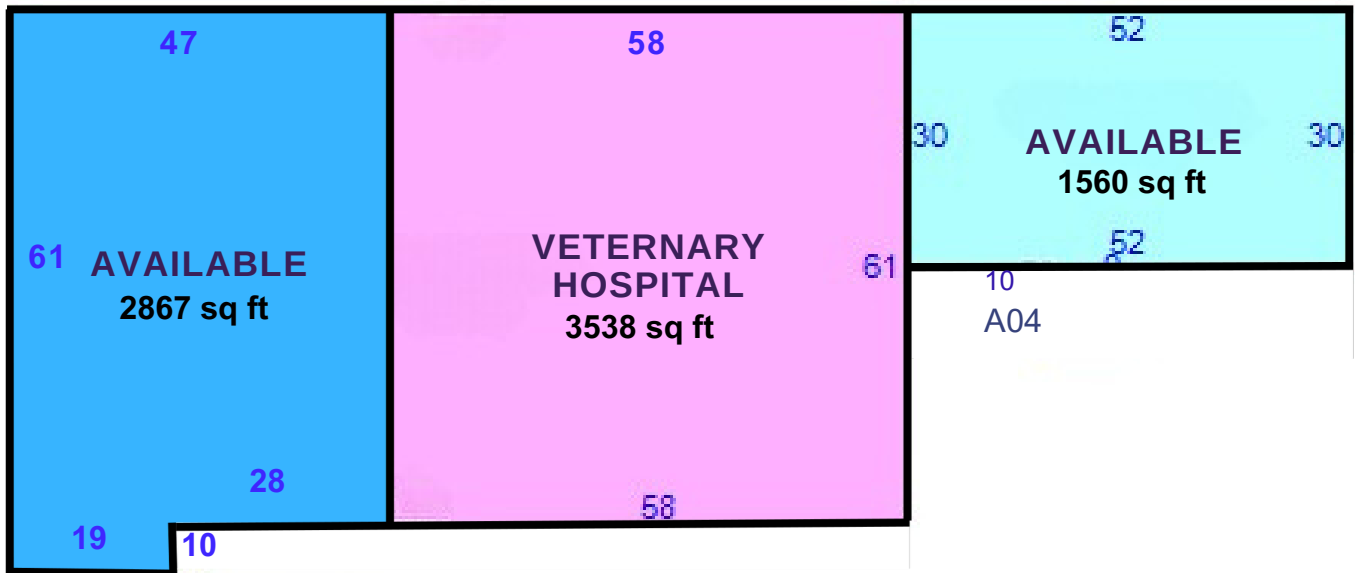 47
58
52
30
AVAILABLE
30
1560 sq ft
52
61
AVAILABLE
2867 sq ft
VETERNARY
HOSPITAL
3538 sq ft
61
10
A04
28
58
19
10